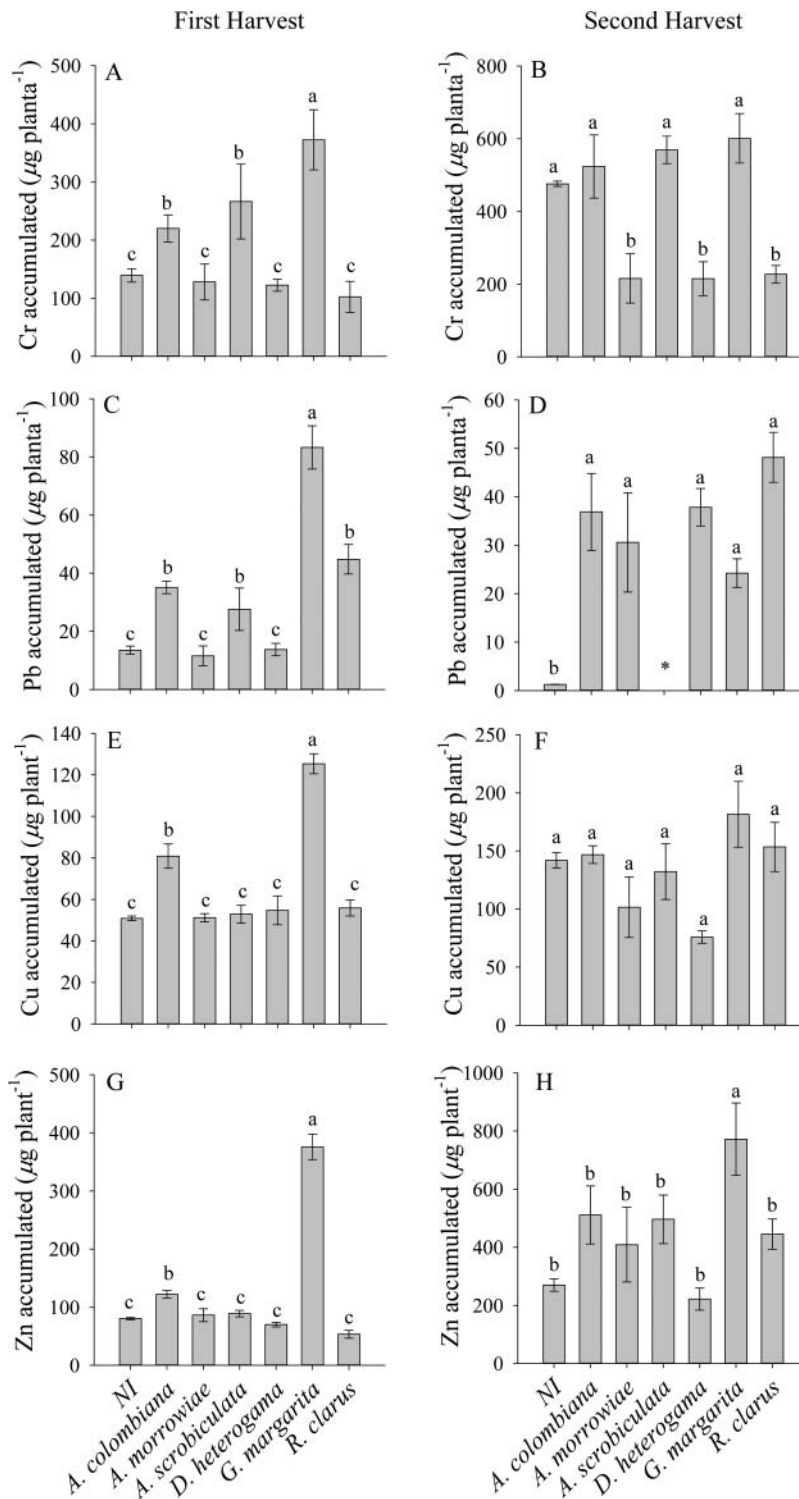 First Harvest
Second Harvest
A
Cr accumulated (µg planta⁻¹)
500
400
300
200
100
0
c
b
c
b
c
a
c
B
Cr accumulated (µg planta⁻¹)
800
600
400
200
0
a
a
b
a
b
a
b
C
Pb accumulated (µg planta⁻¹)
100
80
60
40
20
0
c
b
c
b
c
a
b
D
Pb accumulated (µg planta⁻¹)
60
50
40
30
20
10
0
b
a
a
*
a
a
a
E
Cu accumulated (µg plant⁻¹)
140
120
100
80
60
40
20
0
c
b
c
c
c
a
c
F
Cu accumulated (µg plant⁻¹)
250
200
150
100
50
0
a
a
a
a
a
a
a
G
Zn accumulated (µg plant⁻¹)
500
400
300
200
100
0
c
b
c
c
c
a
c
NI
A. colombiana
A. morrowiae
A. scrobiculata
D. heterogama
G. margarita
R. clarus
H
Zn accumulated (µg plant⁻¹)
1000
800
600
400
200
0
b
b
b
b
b
a
b
NI
A. colombiana
A. morrowiae
A. scrobiculata
D. heterogama
G. margarita
R. clarus